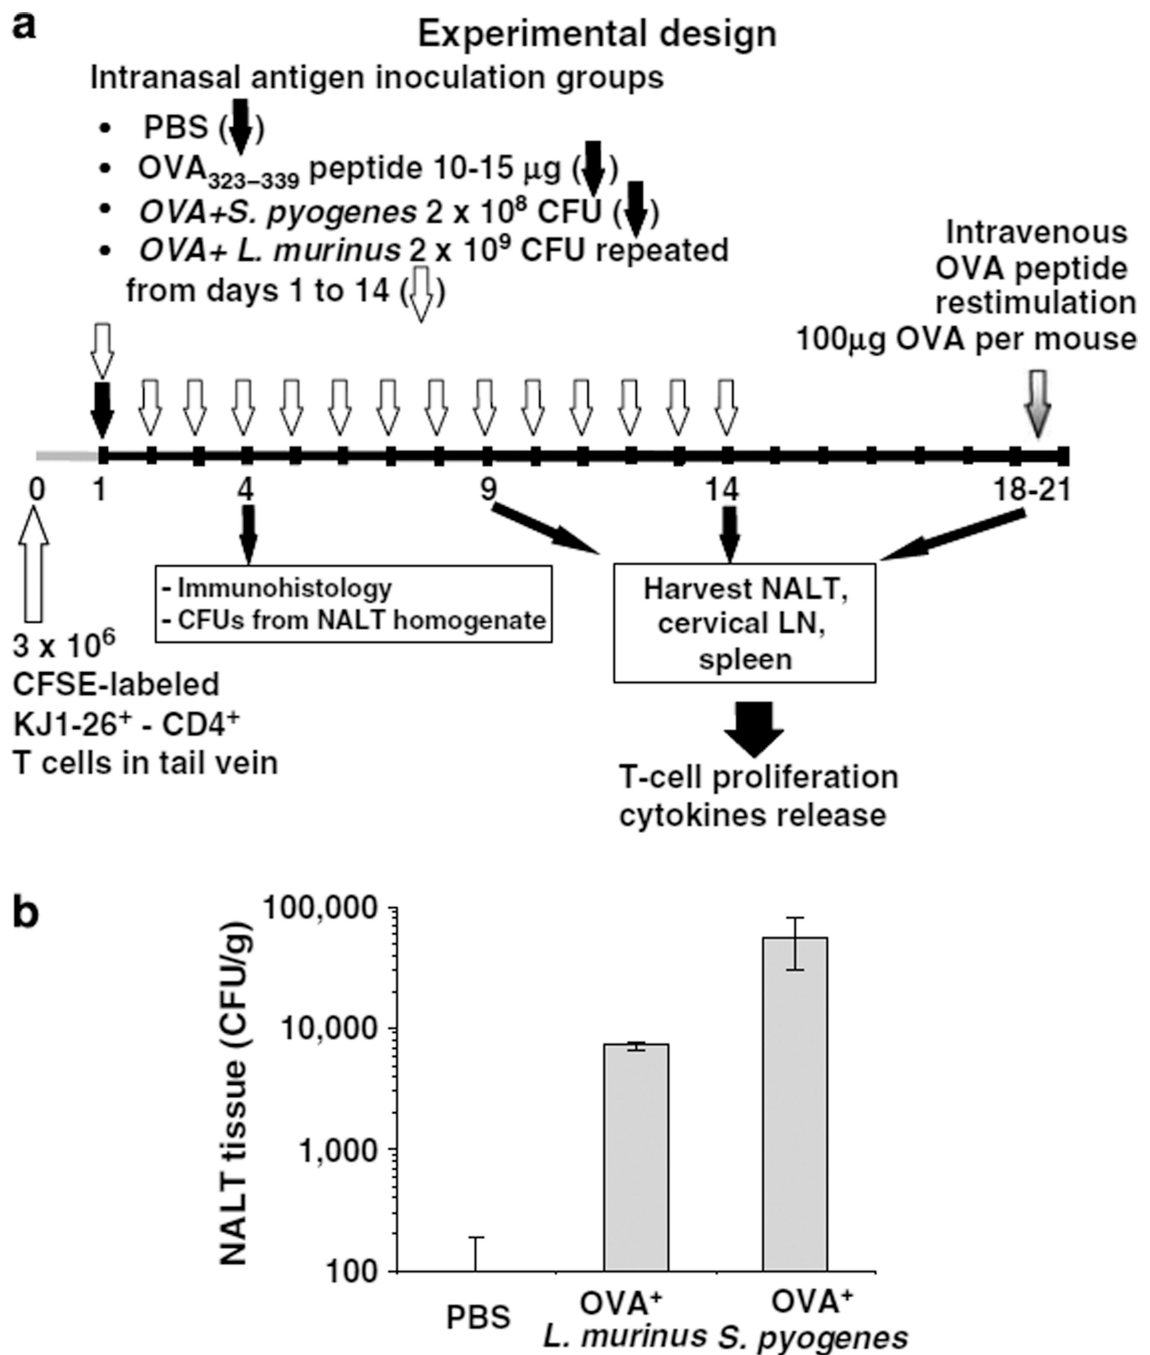 a
Experimental design
Intranasal antigen inoculation groups
• PBS ( )
• OVA₃₂₃₋₃₃₉ peptide 10-15 µg ( )
• OVA+S. pyogenes 2 x 10⁸ CFU ( )
• OVA+ L. murinus 2 x 10⁹ CFU repeated
from days 1 to 14 ( )
Intravenous
OVA peptide
restimulation
100µg OVA per mouse
0 1 4 9 14 18-21
- Immunohistology
- CFUs from NALT homogenate
Harvest NALT,
cervical LN,
spleen
3 x 10⁶
CFSE-labeled
KJ1-26⁺ - CD4⁺
T cells in tail vein
T-cell proliferation
cytokines release
b
NALT tissue (CFU/g)
100,000
10,000
1,000
100
PBS
OVA⁺
L. murinus
OVA⁺
S. pyogenes